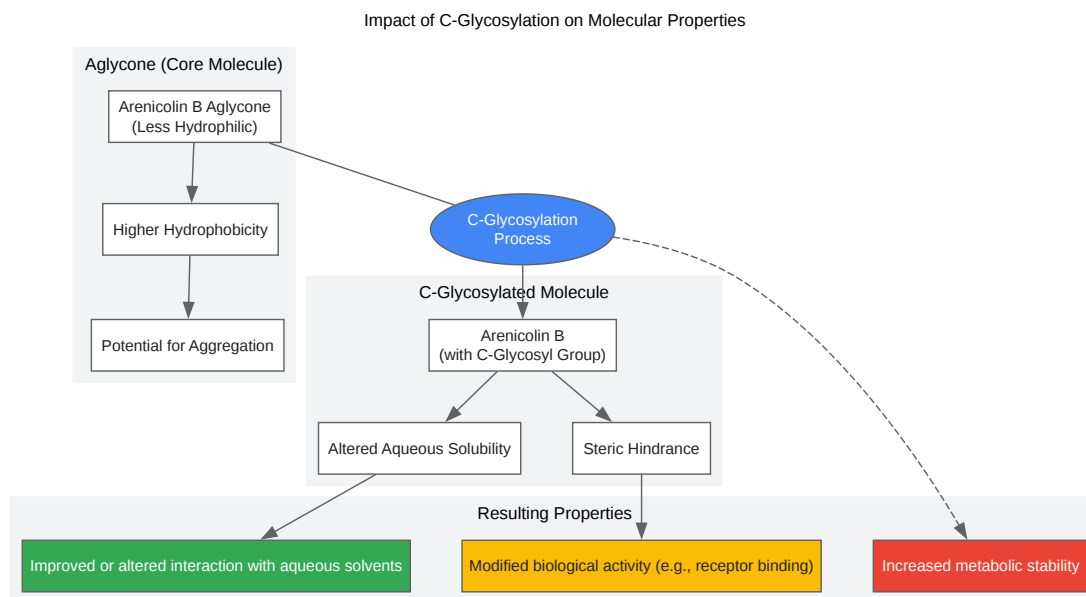 Impact of C-Glycosylation on Molecular Properties
Aglycone (Core Molecule)
Arenicolin B Aglycone
(Less Hydrophilic)
Higher Hydrophobicity
Potential for Aggregation
C-Glycosylation
Process
C-Glycosylated Molecule
Arenicolin B
(with C-Glycosyl Group)
Altered Aqueous Solubility
Steric Hindrance
Resulting Properties
Improved or altered interaction with aqueous solvents
Modified biological activity (e.g., receptor binding)
Increased metabolic stability